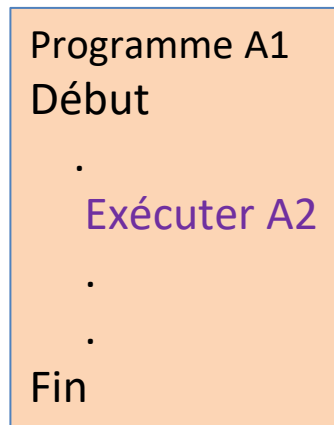 Programme A1
Début
.
Exécuter A2
.
.
Fin